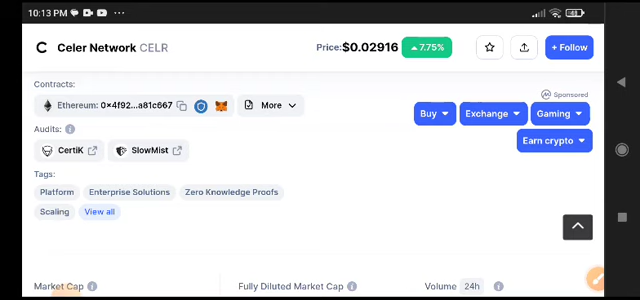 10:13 PM
Celer Network CELR
Price:$0.02916 ▲ 7.75% + Follow
Contracts:
Ethereum: 0x4f92...a81c667 More
Sponsored
Buy Exchange Gaming
Earn crypto
Audits:
CertiK SlowMist
Tags:
Platform Enterprise Solutions Zero Knowledge Proofs
Scaling View all
Market Cap Fully Diluted Market Cap Volume 24h